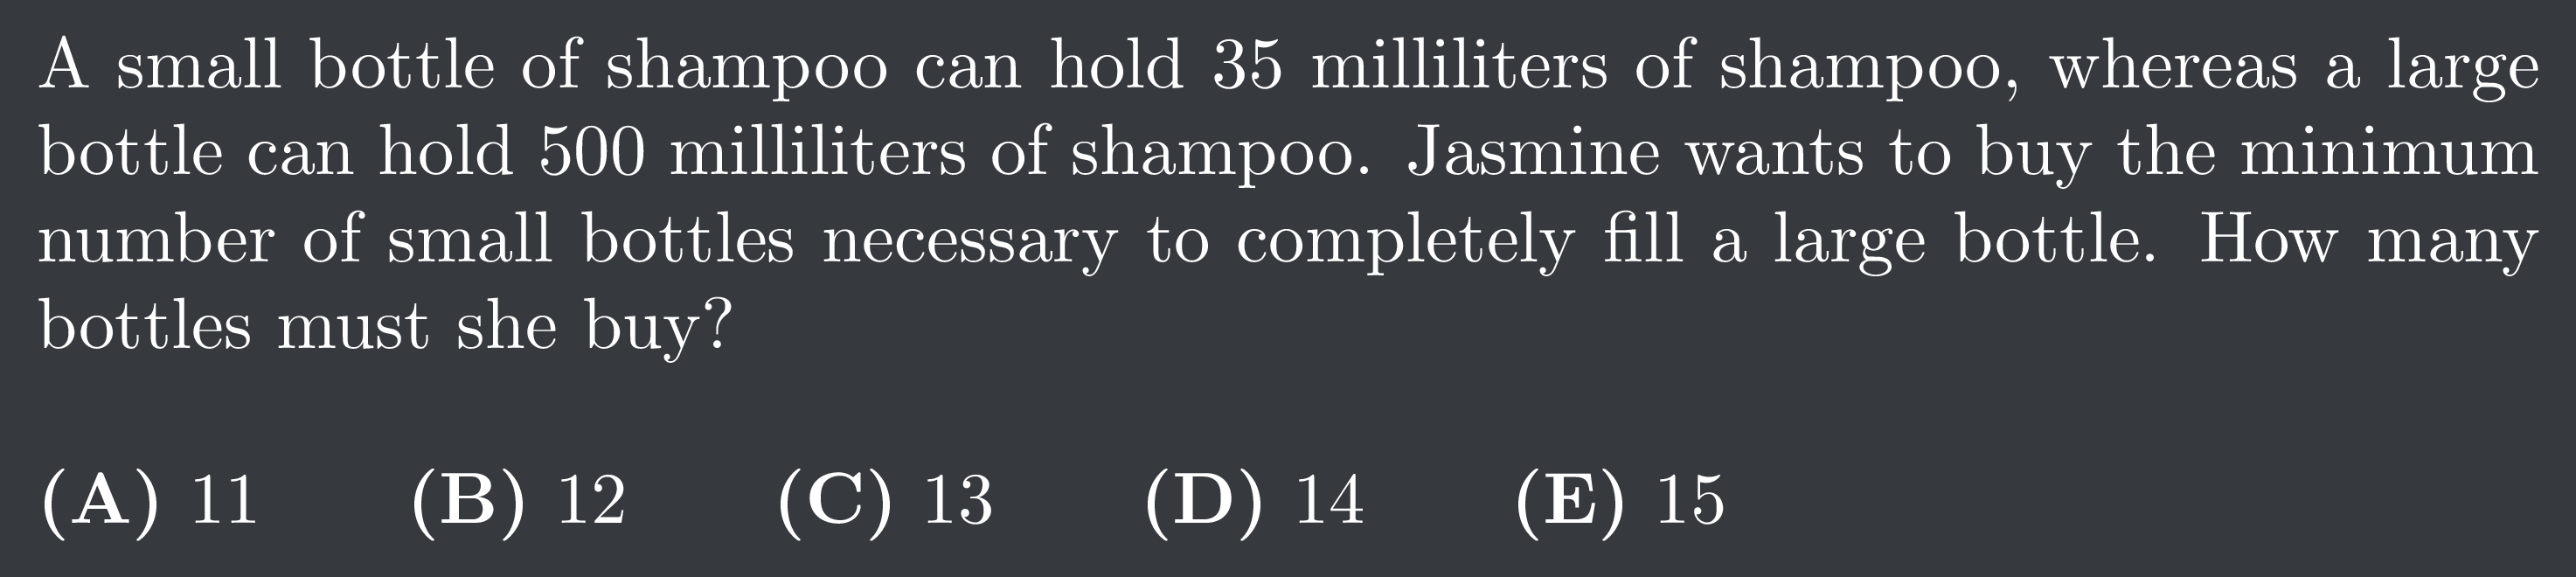 A small bottle of shampoo can hold 35 milliliters of shampoo, whereas a large
bottle can hold 500 milliliters of shampoo. Jasmine wants to buy the minimum
number of small bottles necessary to completely fill a large bottle. How many
bottles must she buy?
(A) 11 (B) 12 (C) 13 (D) 14 (E) 15